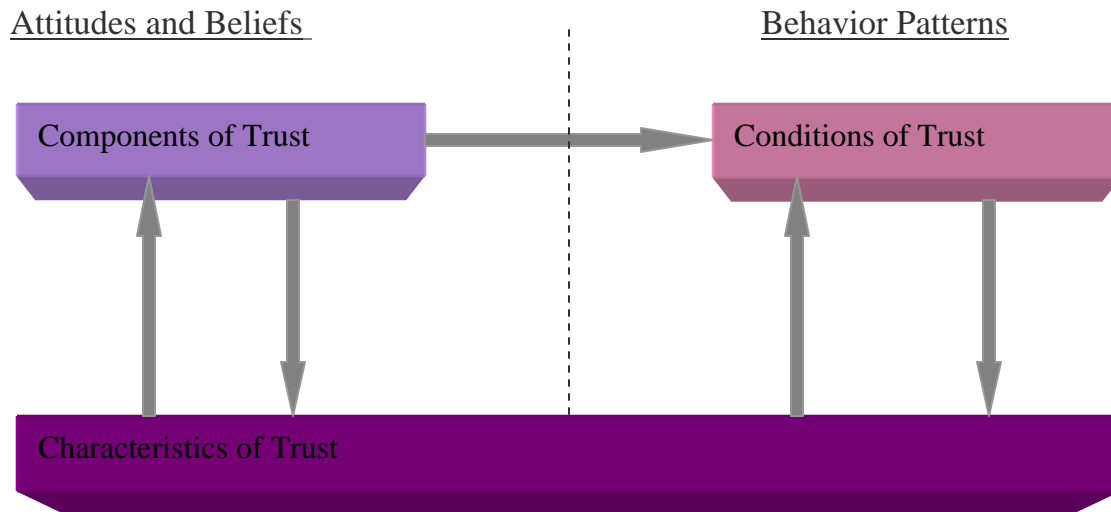 Attitudes and Beliefs
Behavior Patterns
Components of Trust
Conditions of Trust
Characteristics of Trust